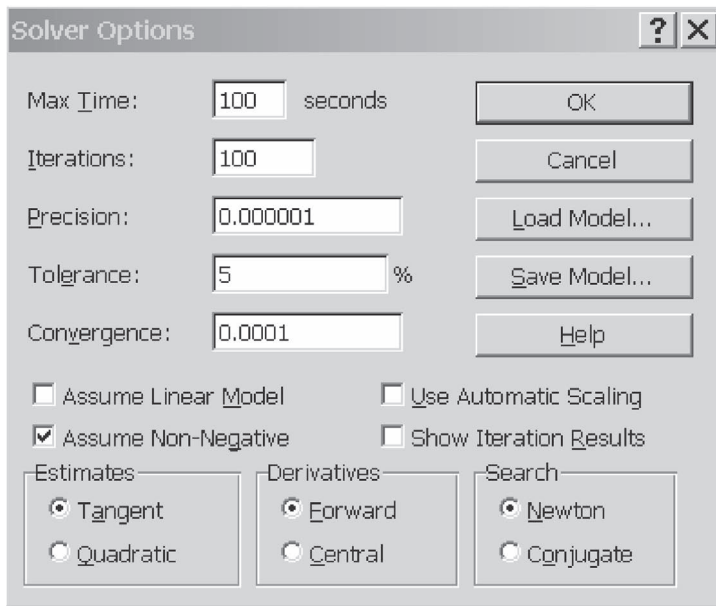 Solver Options ? X
Max Time: 100 seconds OK
Iterations: 100 Cancel
Precision: 0.000001 Load Model...
Tolerance: 5 % Save Model...
Convergence: 0.0001 Help
Assume Linear Model Use Automatic Scaling
Assume Non-Negative Show Iteration Results
Estimates Derivatives Search
Tangent Forward Newton
Quadratic Central Conjugate